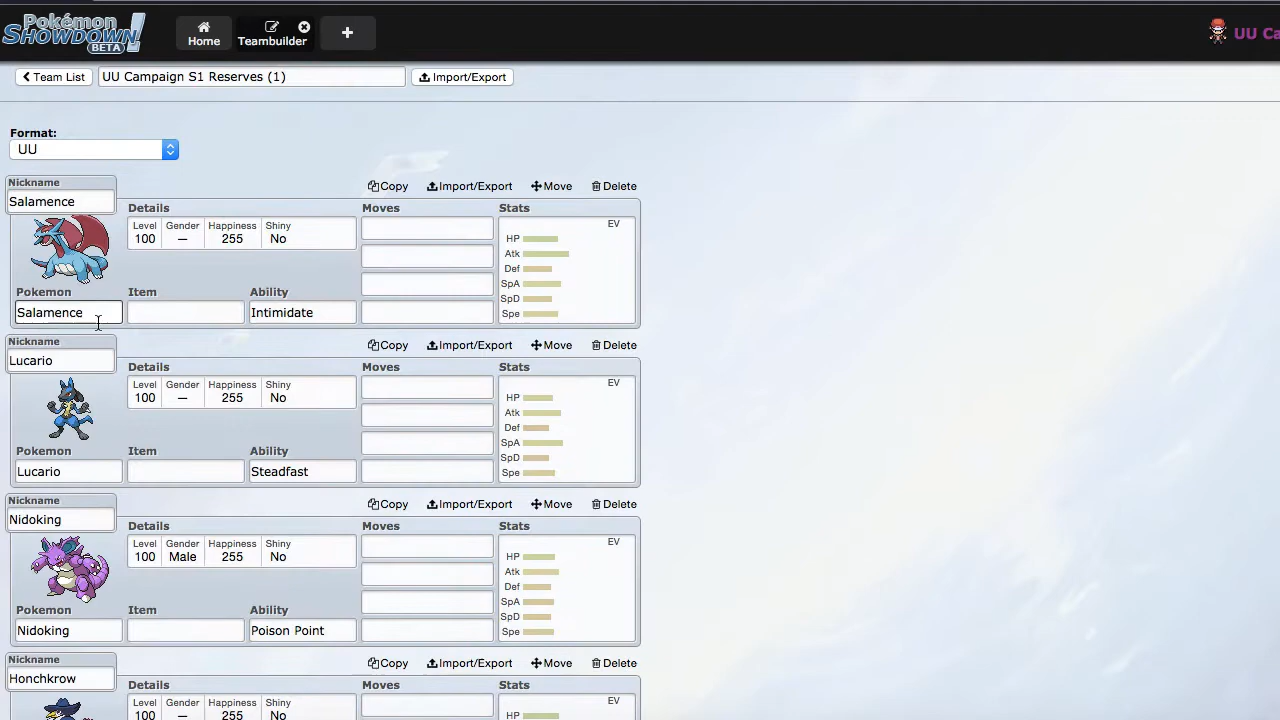 Pokémon
SHOWDOWN!
BETA
Home
Teambuilder
UU Ca
Team List
UU Campaign S1 Reserves (1)
Import/Export
Format:
UU
Nickname
Copy Import/Export Move Delete
Salamence
Details Moves Stats
Level Gender Happiness Shiny EV
100 — 255 No
HP
Atk
Def
SpA
SpD
Spe
Pokemon Item Ability
Salamence Intimidate
Nickname
Copy Import/Export Move Delete
Lucario
Details Moves Stats
Level Gender Happiness Shiny EV
100 — 255 No
HP
Atk
Def
SpA
SpD
Spe
Pokemon Item Ability
Lucario Steadfast
Nickname
Copy Import/Export Move Delete
Nidoking
Details Moves Stats
Level Gender Happiness Shiny EV
100 Male 255 No
HP
Atk
Def
SpA
SpD
Spe
Pokemon Item Ability
Nidoking Poison Point
Nickname
Copy Import/Export Move Delete
Honchkrow
Details Moves Stats
Level Gender Happiness Shiny EV
100 — 255 No
HP